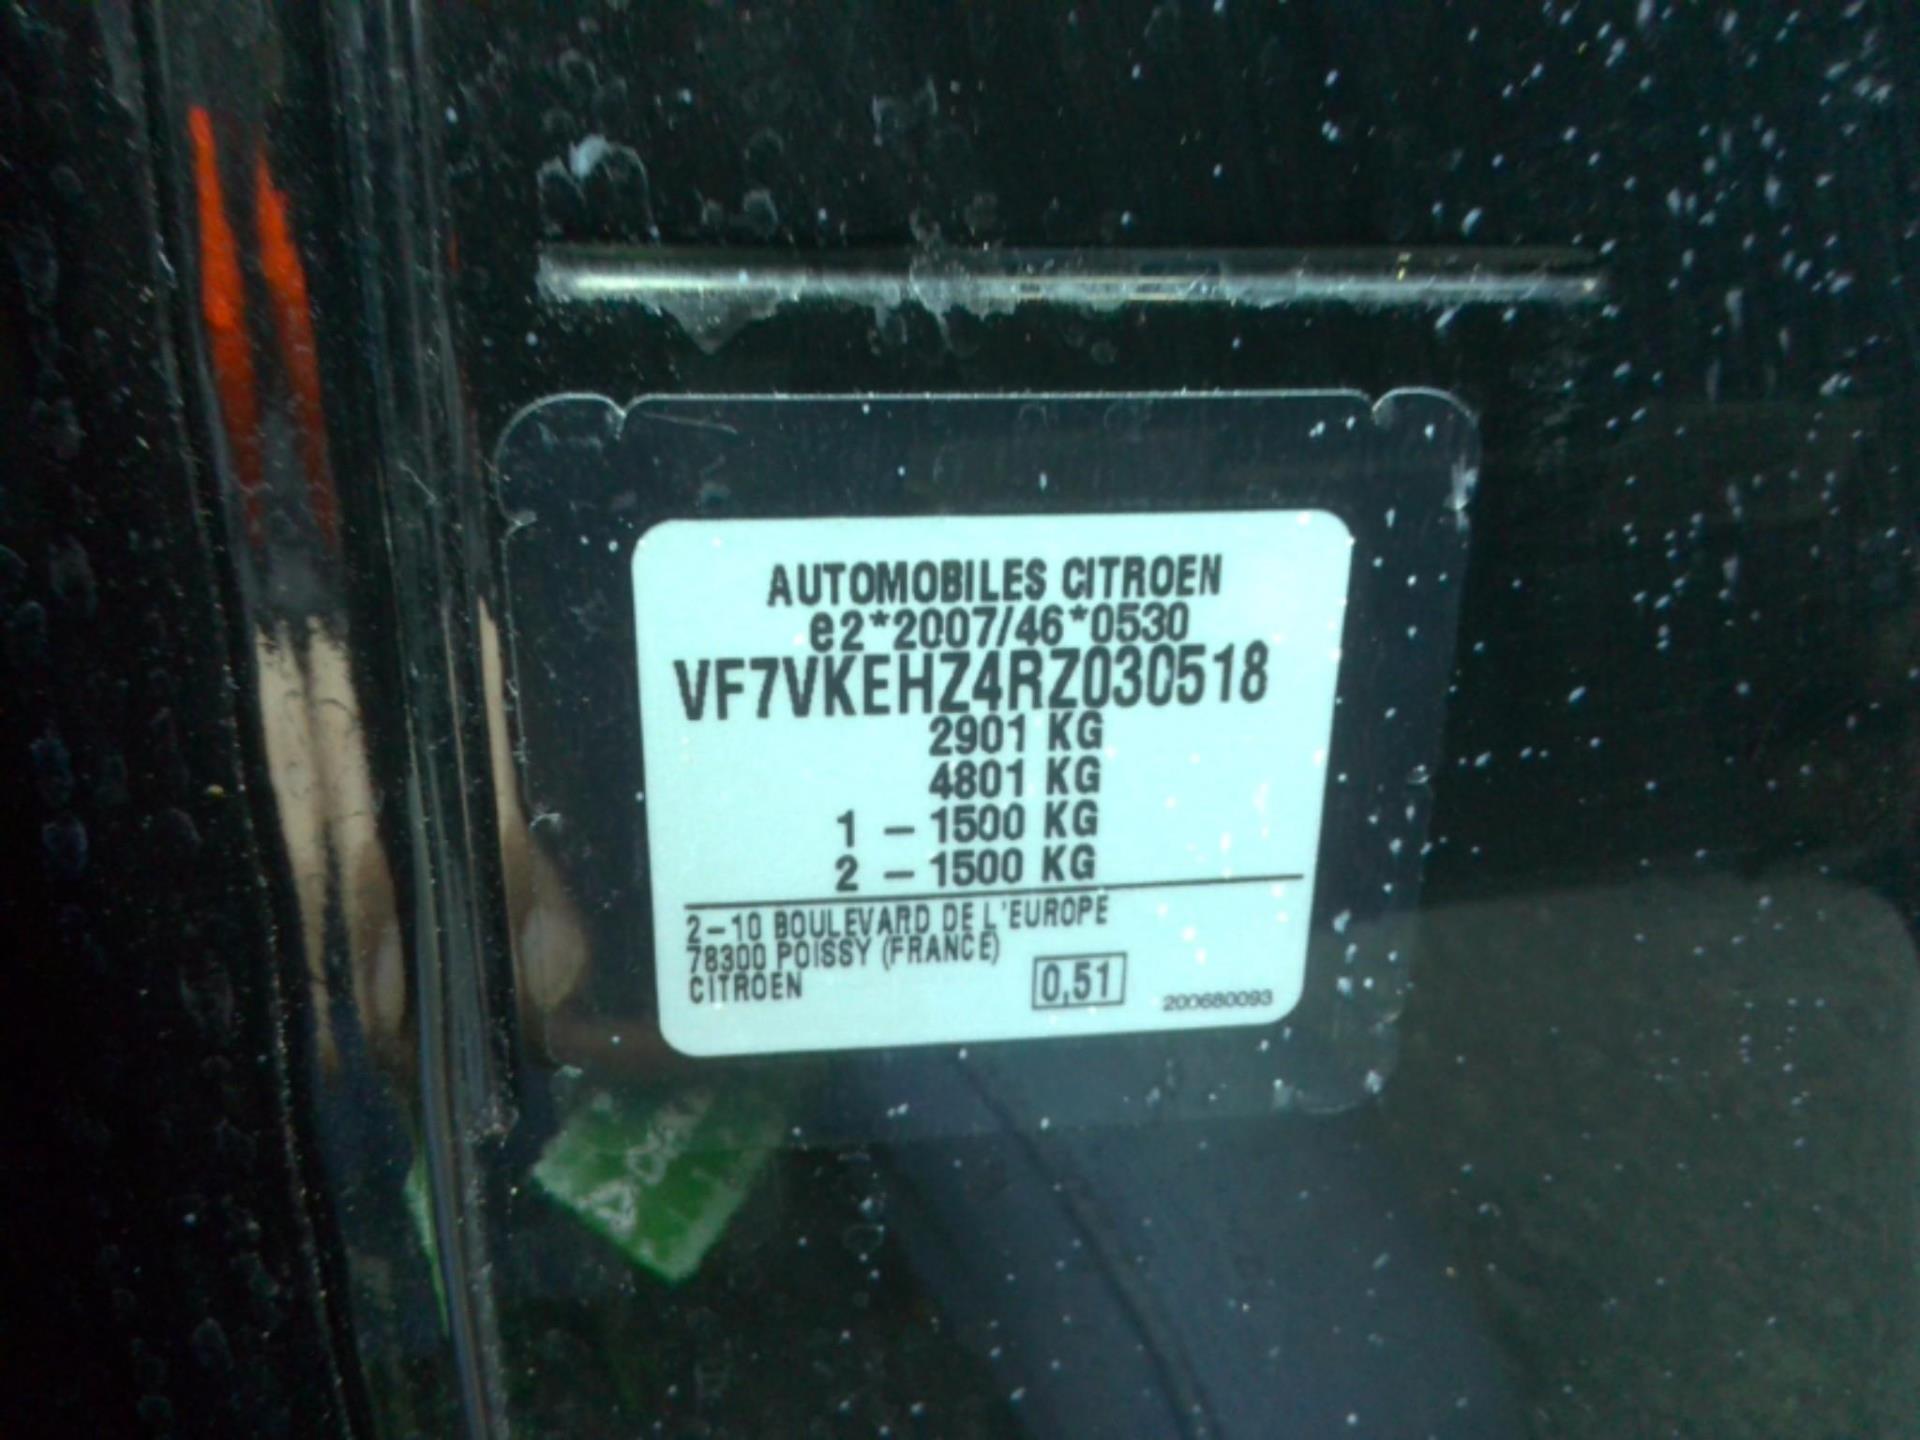 AUTOMOBILES CITROEN
e2*2007/46*0530
VF7VKEHZ4RZ030518
2901 KG
4801 KG
1 - 1500 KG
2 - 1500 KG
2-10 BOULEVARD DE L'EUROPE
78300 POISSY (FRANCE)
CITROEN
0,51
200680093